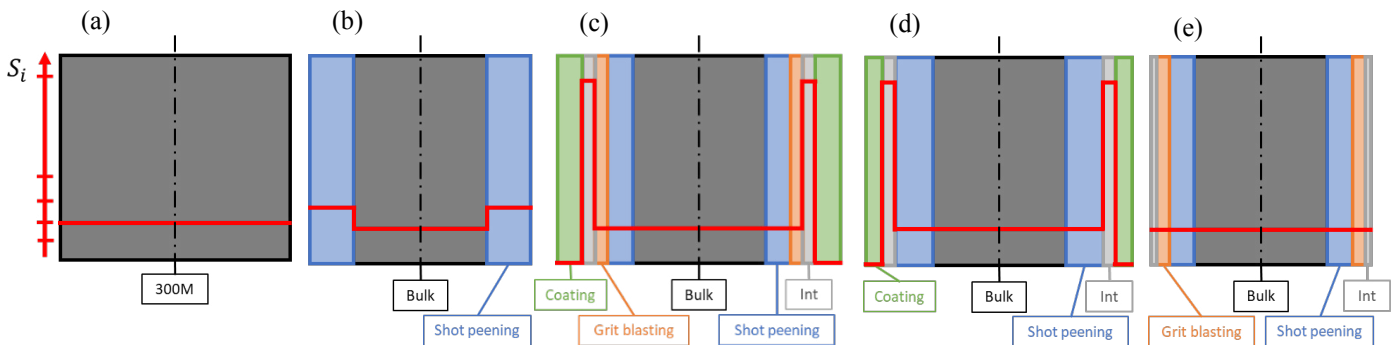 (a)
(b)
(c)
(d)
(e)
S_i
300M
Bulk
Shot peening
Coating
Bulk
Int
Grit blasting
Shot peening
Coating
Bulk
Int
Shot peening
Bulk
Int
Grit blasting
Shot peening